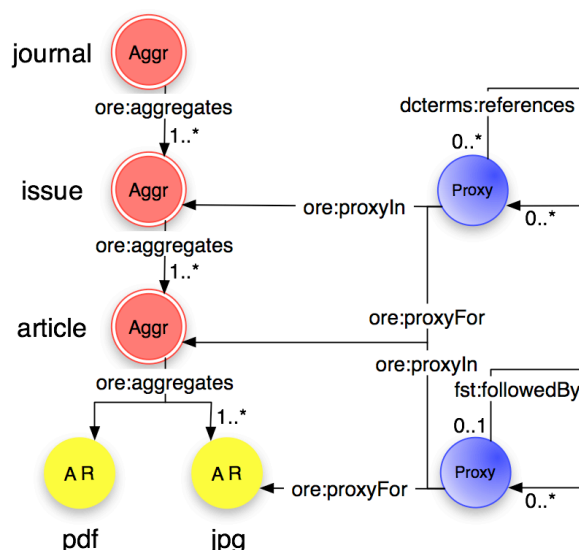 journal
Aggr
ore:aggregates
dcterms:references
1..*
0..*
issue
Aggr
Proxy
ore:proxyIn
0..*
ore:aggregates
1..*
article
Aggr
ore:proxyFor
ore:proxyIn
ore:aggregates
fst:followedBy
1..*
0..1
A R
A R
Proxy
ore:proxyFor
0..*
pdf
jpg